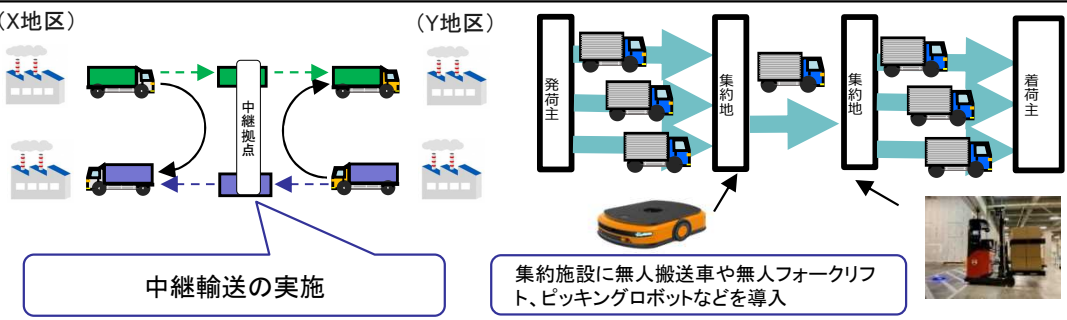 (X地区)
(Y地区)
中継拠点
中継輸送の実施
発荷主
集約地
集約地
着荷主
集約施設に無人搬送車や無人フォークリフ
ト、ピッキングロボットなどを導入